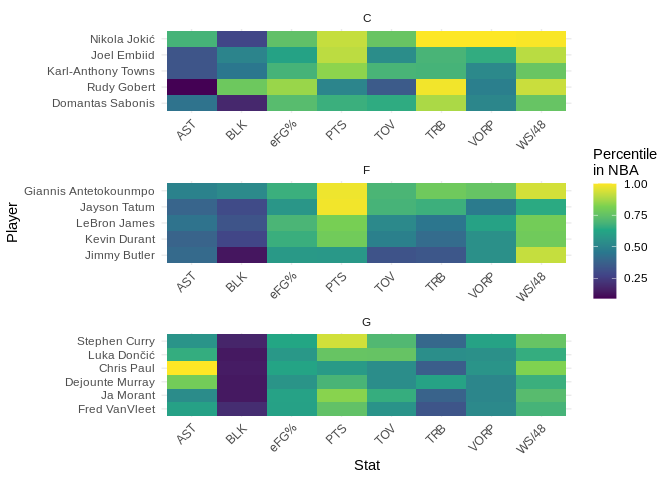 C
Nikola Jokić
Joel Embiid
Karl-Anthony Towns
Rudy Gobert
Domantas Sabonis
AST BLK eFG% PTS TOV TRB VORP WS/48
F
Giannis Antetokounmpo
Jayson Tatum
LeBron James
Kevin Durant
Jimmy Butler
AST BLK eFG% PTS TOV TRB VORP WS/48
G
Stephen Curry
Luka Dončić
Chris Paul
Dejounte Murray
Ja Morant
Fred VanVleet
AST BLK eFG% PTS TOV TRB VORP WS/48
Stat
Player
Percentile
in NBA
1.00
0.75
0.50
0.25